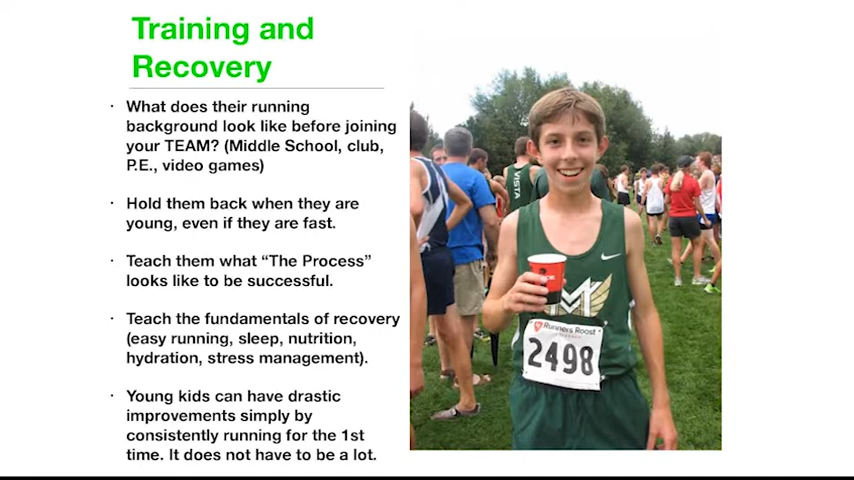 Training and
Recovery
· What does their running
background look like before joining
your TEAM? (Middle School, club,
P.E., video games)
· Hold them back when they are
young, even if they are fast.
· Teach them what “The Process”
looks like to be successful.
· Teach the fundamentals of recovery
(easy running, sleep, nutrition,
hydration, stress management).
· Young kids can have drastic
improvements simply by
consistently running for the 1st
time. It does not have to be a lot.
VISTA
M
Runners Roost
2498